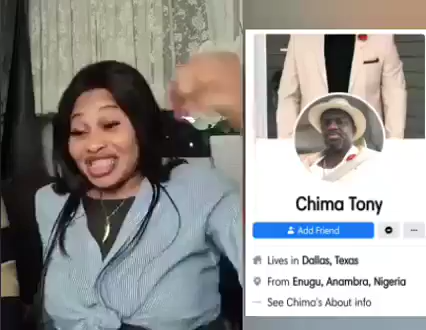 Chima Tony
Add Friend
Lives in Dallas, Texas
From Enugu, Anambra, Nigeria
See Chima's About info